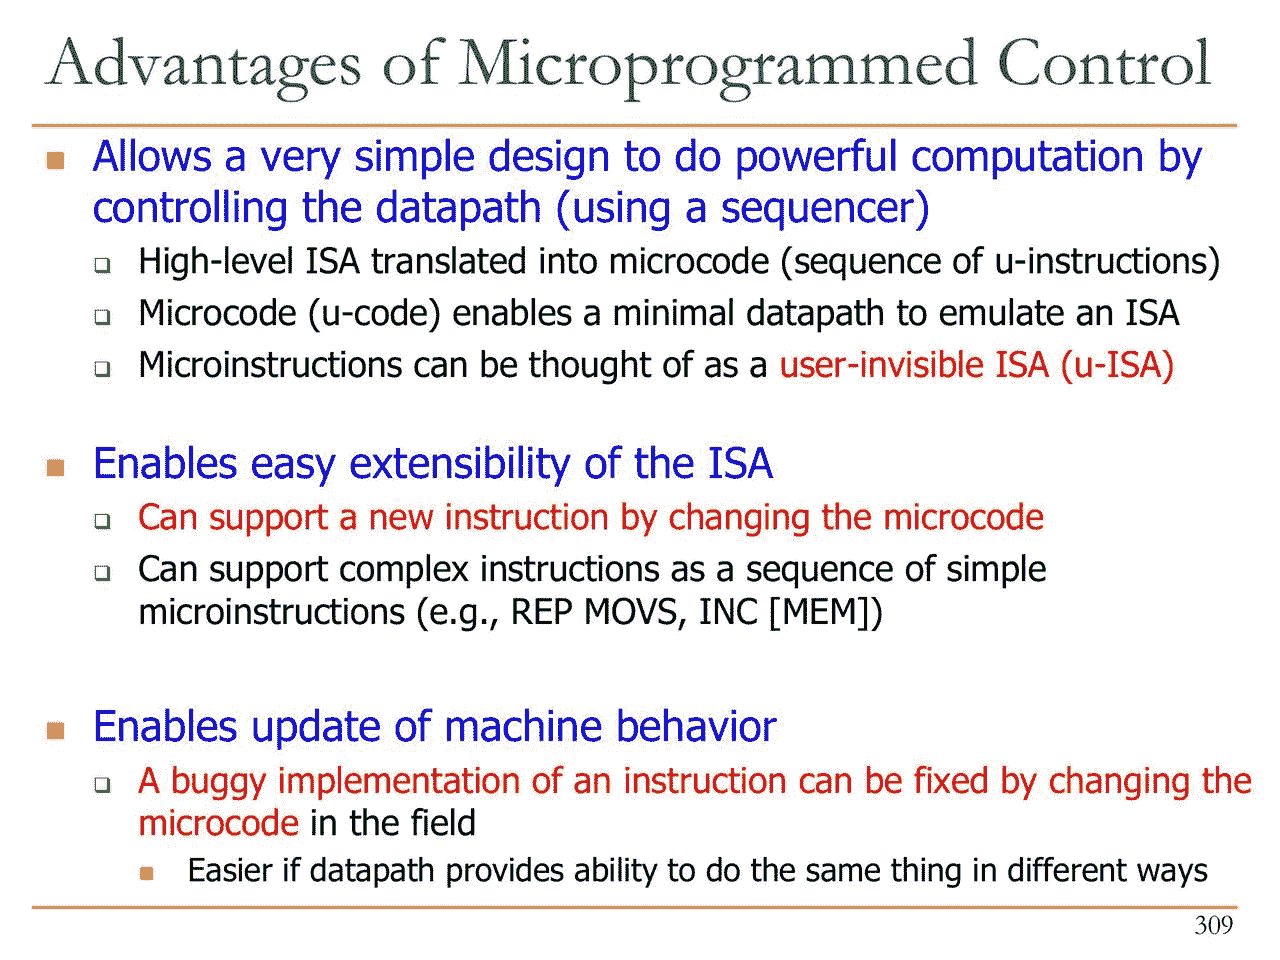 Advantages of Microprogrammed Control
Allows a very simple design to do powerful computation by
controlling the datapath (using a sequencer)
High-level ISA translated into microcode (sequence of u-instructions)
Microcode (u-code) enables a minimal datapath to emulate an ISA
Microinstructions can be thought of as a user-invisible ISA (u-ISA)
Enables easy extensibility of the ISA
Can support a new instruction by changing the microcode
Can support complex instructions as a sequence of simple
microinstructions (e.g., REP MOVS, INC [MEM])
Enables update of machine behavior
A buggy implementation of an instruction can be fixed by changing the
microcode in the field
Easier if datapath provides ability to do the same thing in different ways
309